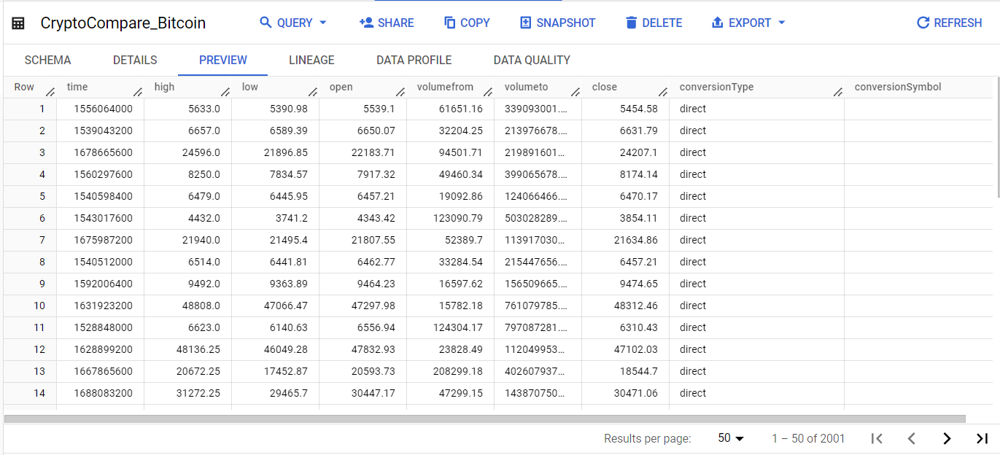 CryptoCompare_Bitcoin QUERY SHARE COPY SNAPSHOT DELETE EXPORT REFRESH
SCHEMA DETAILS PREVIEW LINEAGE DATA PROFILE DATA QUALITY
Row time high low open volumefrom volumeto close conversionType conversionSymbol
1 1556064000 5633.0 5390.98 5539.1 61651.16 339093001.... 5454.58 direct
2 1539043200 6657.0 6589.39 6650.07 32204.25 213976678.... 6631.79 direct
3 1678665600 24596.0 21896.85 22183.71 94501.71 219891601... 24207.1 direct
4 1560297600 8250.0 7834.57 7917.32 49460.34 399065678.... 8174.14 direct
5 1540598400 6479.0 6445.95 6457.21 19092.86 124066466.... 6470.17 direct
6 1543017600 4432.0 3741.2 4343.42 123090.79 503028289.... 3854.11 direct
7 1675987200 21940.0 21495.4 21807.55 52389.7 113917030... 21634.86 direct
8 1540512000 6514.0 6441.81 6462.77 33284.54 215447656.... 6457.21 direct
9 1592006400 9492.0 9363.89 9464.23 16597.62 156509665.... 9474.65 direct
10 1631923200 48808.0 47066.47 47297.98 15782.18 761079785.... 48312.46 direct
11 1528848000 6623.0 6140.63 6556.94 124304.17 797087281.... 6310.43 direct
12 1628899200 48136.25 46049.28 47832.93 23828.49 112049953... 47102.03 direct
13 1667865600 20672.25 17452.87 20593.73 208299.18 402607937... 18544.7 direct
14 1688083200 31272.25 29465.7 30447.17 47299.15 143870750... 30471.06 direct
Results per page: 50 1 – 50 of 2001